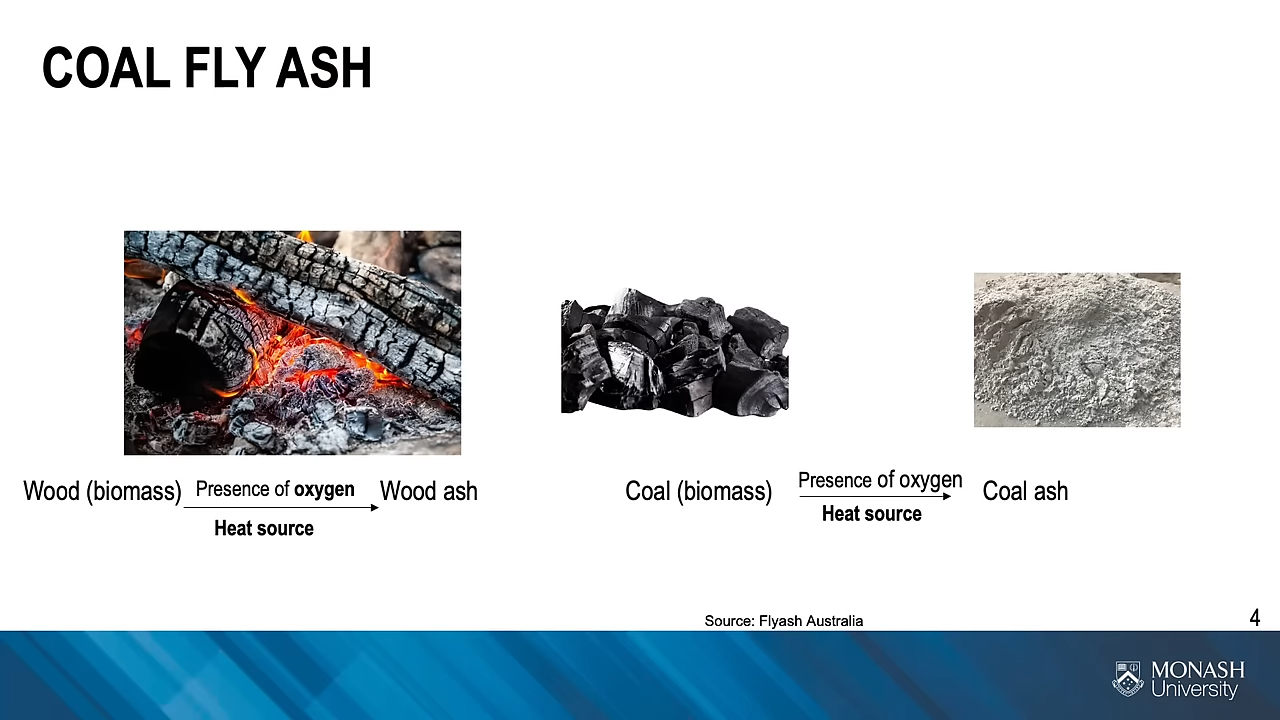 COAL FLY ASH
Presence of oxygen
Wood (biomass)
Wood ash
Heat source
Presence of oxygen
Coal (biomass)
Coal ash
Heat source
Source: Flyash Australia
4
MONASH
University